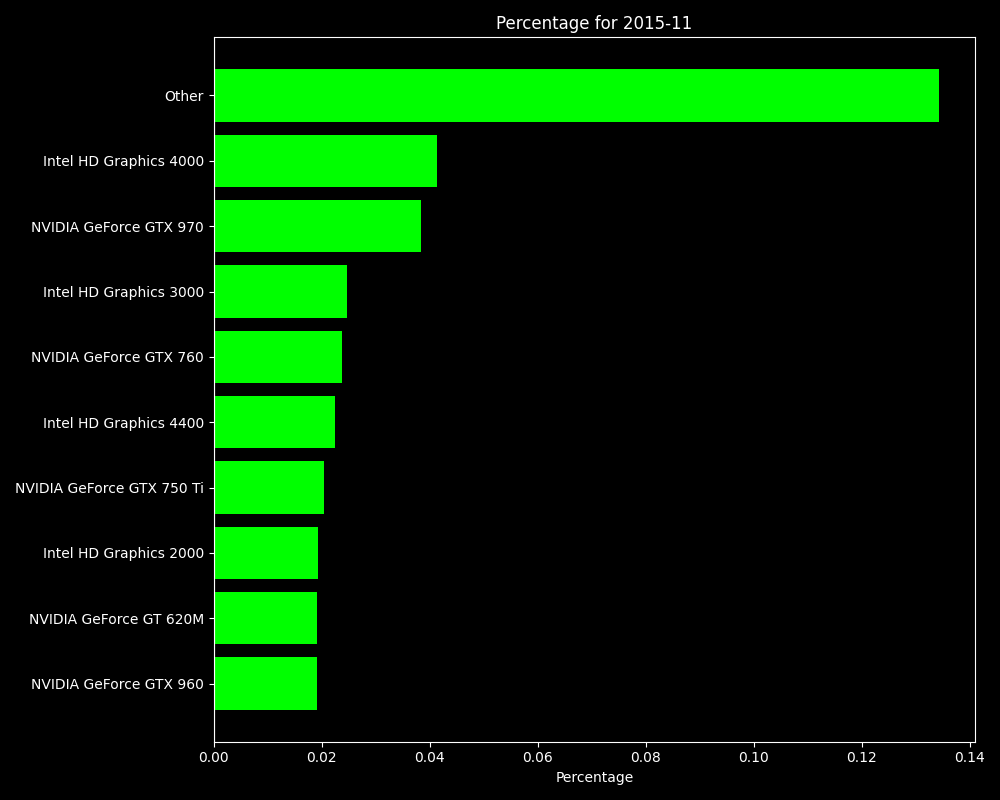 Percentage for 2015-11
Other
Intel HD Graphics 4000
NVIDIA GeForce GTX 970
Intel HD Graphics 3000
NVIDIA GeForce GTX 760
Intel HD Graphics 4400
NVIDIA GeForce GTX 750 Ti
Intel HD Graphics 2000
NVIDIA GeForce GT 620M
NVIDIA GeForce GTX 960
0.00 0.02 0.04 0.06 0.08 0.10 0.12 0.14
Percentage